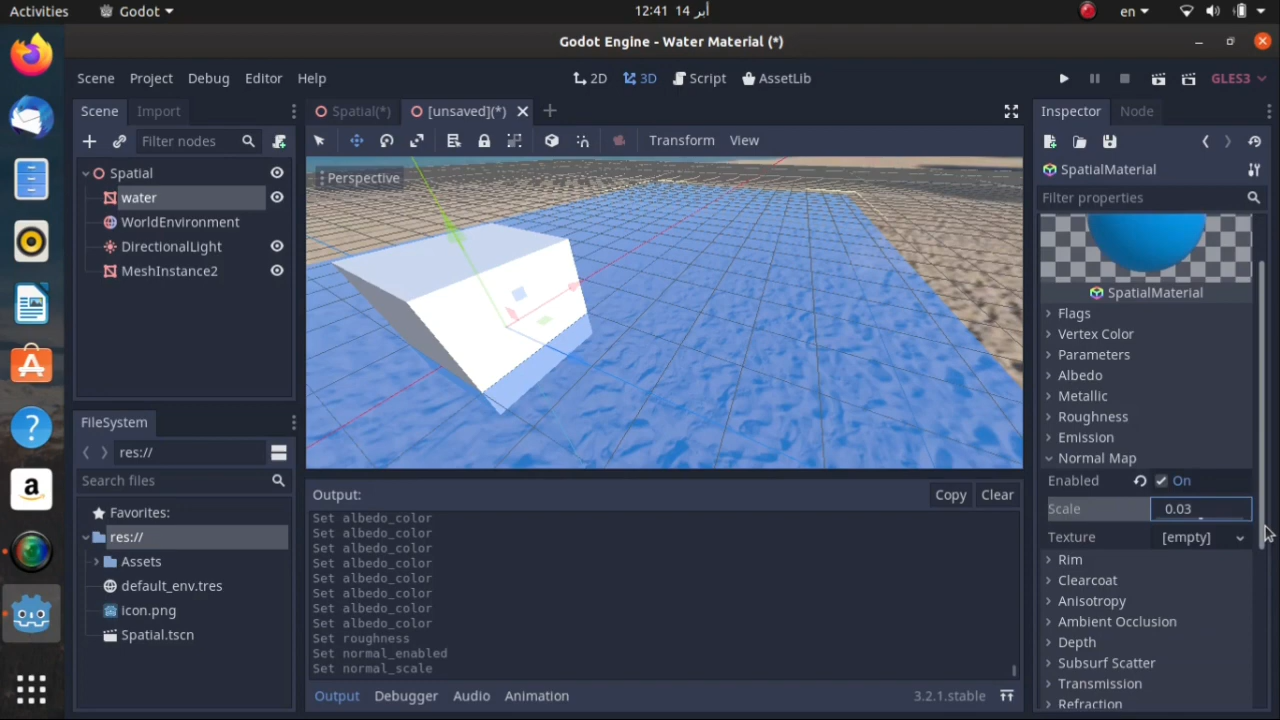 Activities
Godot
12:41 14 أبر
en
Godot Engine - Water Material (*)
Scene
Project
Debug
Editor
Help
2D
3D
Script
AssetLib
GLES3
Scene
Import
Spatial(*)
[unsaved](*)
Inspector
Node
Filter nodes
Transform
View
SpatialMaterial
Filter properties
Spatial
water
WorldEnvironment
DirectionalLight
MeshInstance2
Perspective
SpatialMaterial
Flags
Vertex Color
Parameters
Albedo
Metallic
Roughness
Emission
Normal Map
Enabled
On
Scale
0.03
Texture
[empty]
Rim
Clearcoat
Anisotropy
Ambient Occlusion
Depth
Subsurf Scatter
Transmission
Refraction
FileSystem
res://
Search files
Favorites:
res://
Assets
default_env.tres
icon.png
Spatial.tscn
Output:
Copy
Clear
Set albedo_color
Set albedo_color
Set albedo_color
Set albedo_color
Set albedo_color
Set albedo_color
Set albedo_color
Set albedo_color
Set roughness
Set normal_enabled
Set normal_scale
Output
Debugger
Audio
Animation
3.2.1.stable